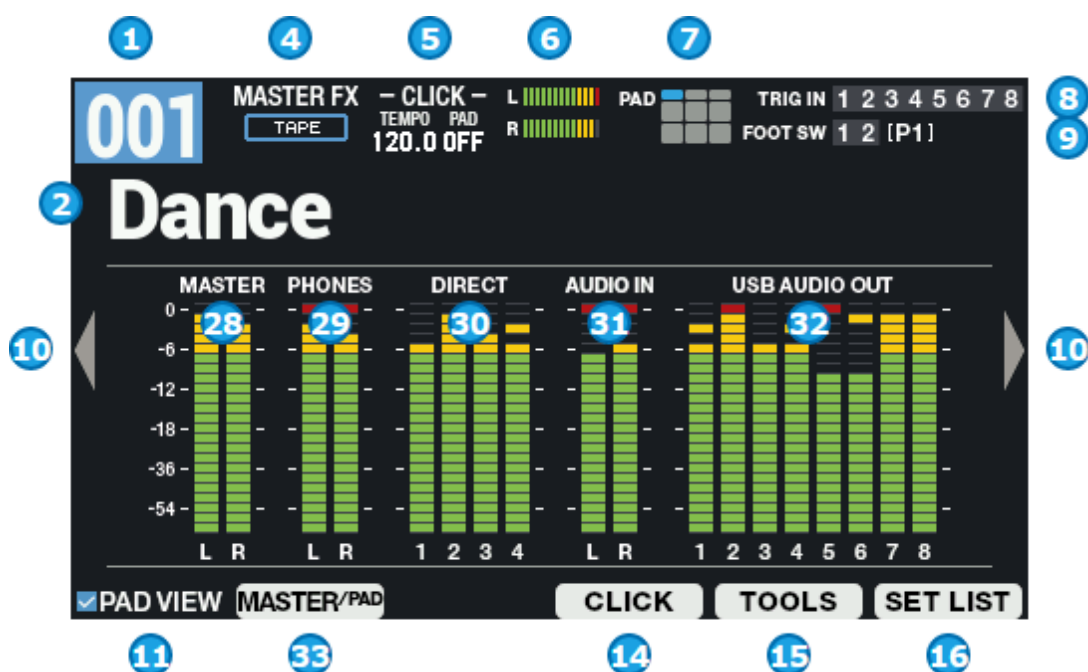 1 4 5 6 7
001 MASTER FX – CLICK – L PAD TRIG IN 1 2 3 4 5 6 7 8 8
TAPE TEMPO PAD R FOOT SW 1 2 [P1] 9
120.0 OFF
2 Dance
MASTER PHONES DIRECT AUDIO IN USB AUDIO OUT
0 28 29 30 31 32
10 -6 10
-12
-18
-36
-54
L R L R 1 2 3 4 L R 1 2 3 4 5 6 7 8
PAD VIEW MASTER/PAD CLICK TOOLS SET LIST
11 33 14 15 16